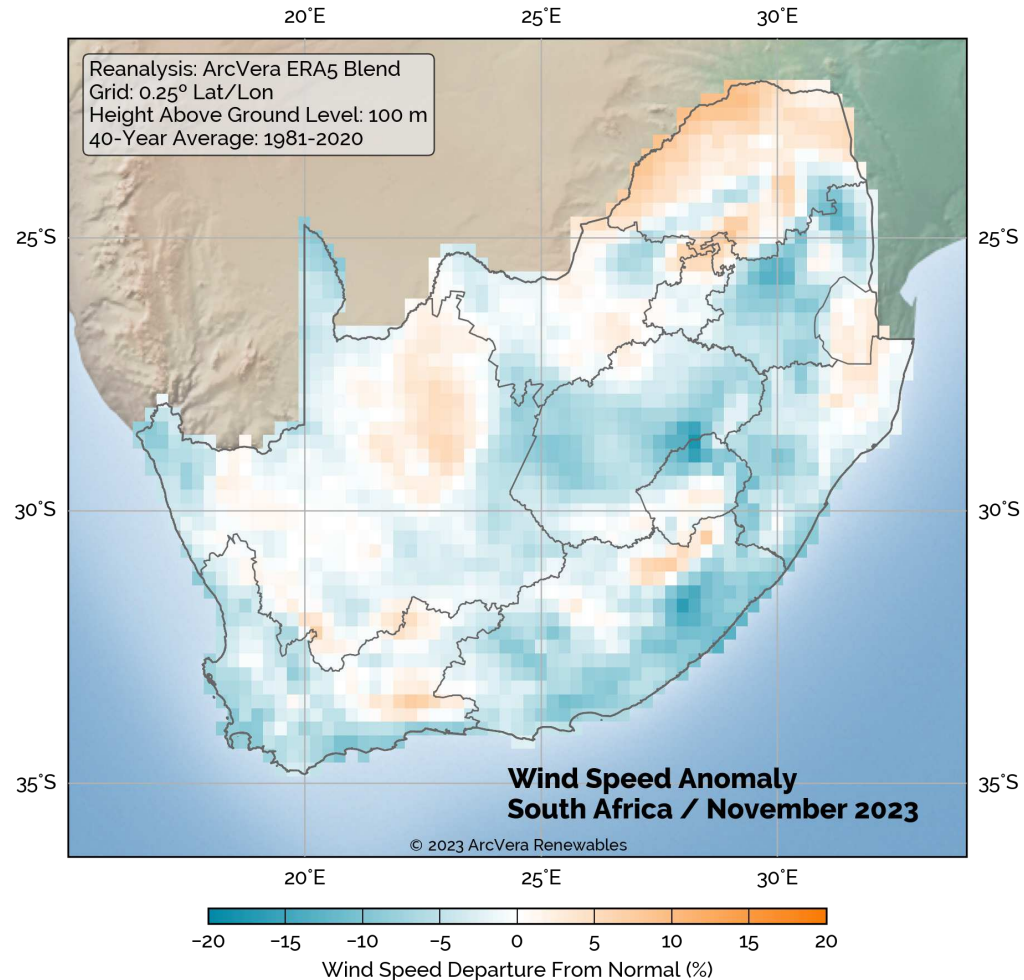 20°E 25°E 30°E
Reanalysis: ArcVera ERA5 Blend
Grid: 0.25º Lat/Lon
Height Above Ground Level: 100 m
40-Year Average: 1981-2020
25°S 25°S
30°S 30°S
35°S 35°S
Wind Speed Anomaly
South Africa / November 2023
© 2023 ArcVera Renewables
20°E 25°E 30°E
−20 −15 −10 −5 0 5 10 15 20
Wind Speed Departure From Normal (%)